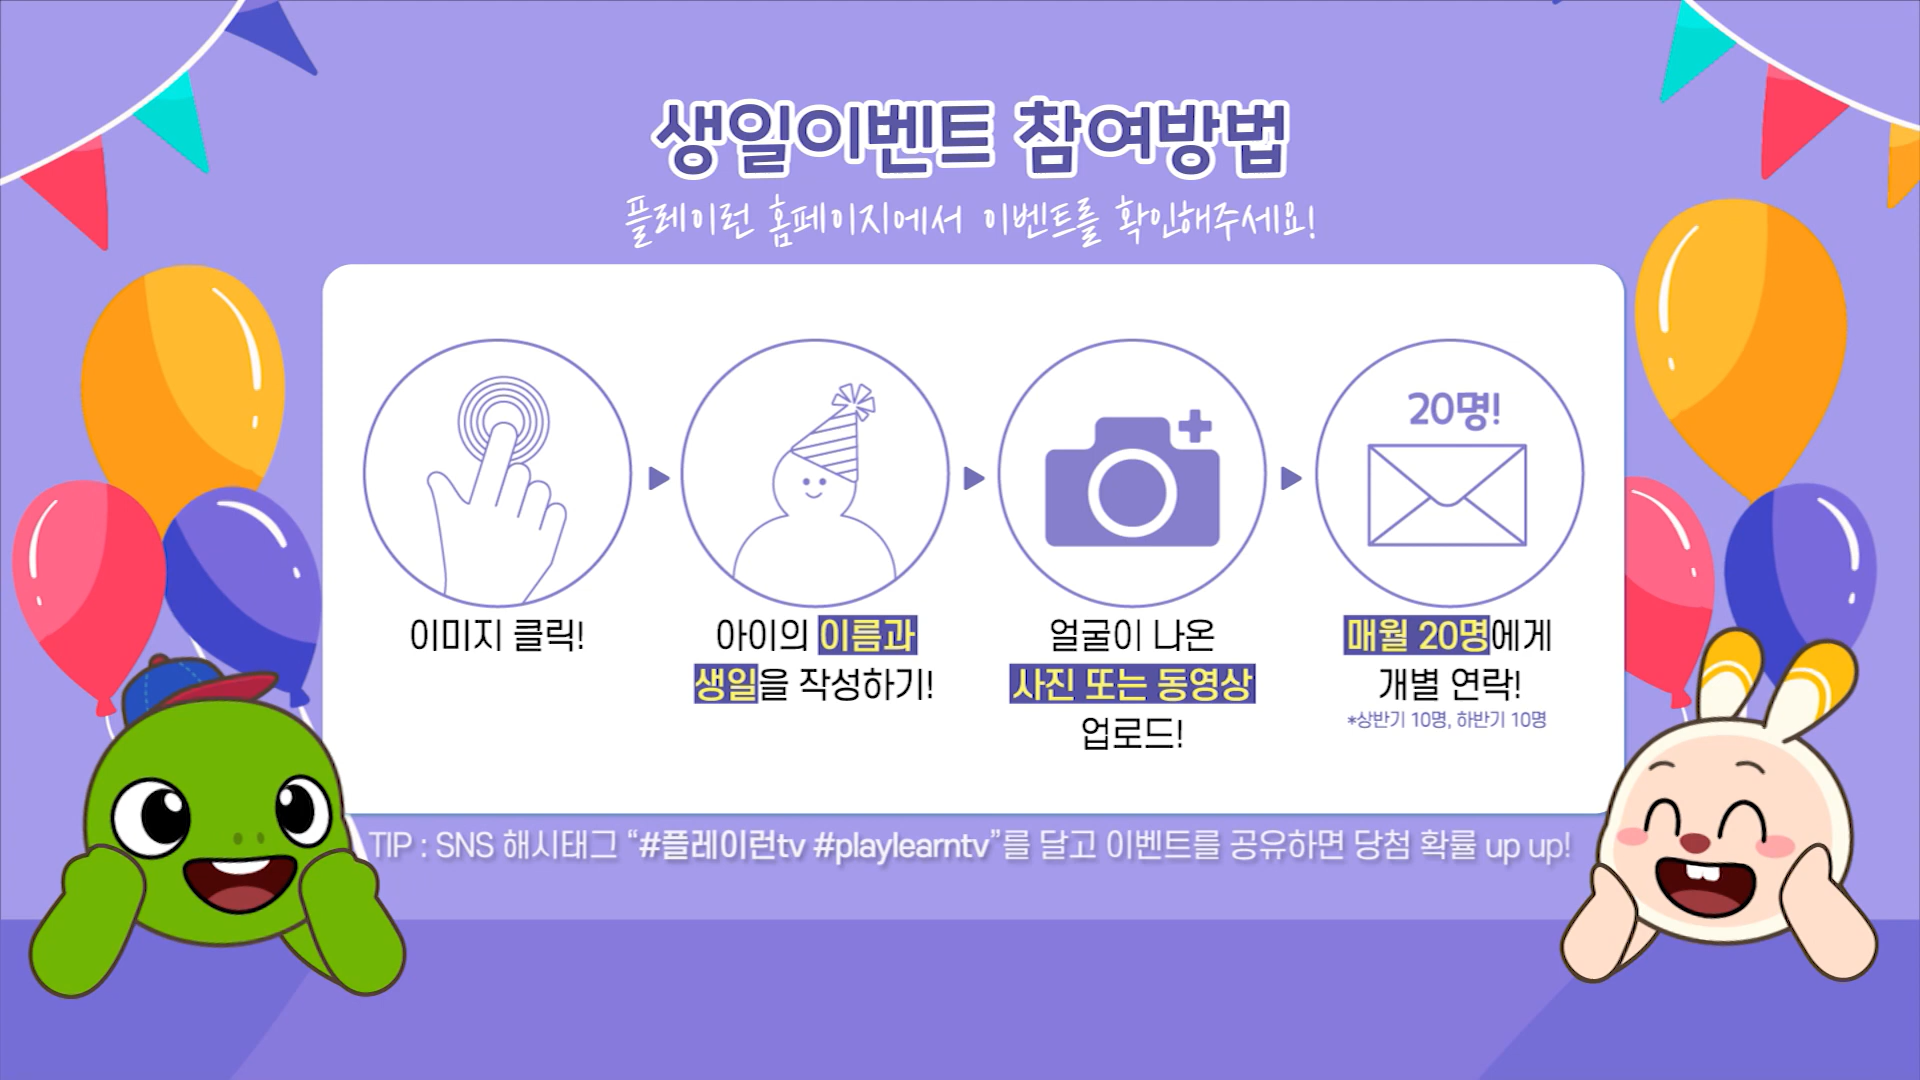 생일이벤트 참여방법
플레이런 홈페이지에서 이벤트를 확인해주세요!
이미지 클릭!
아이의 이름과
생일을 작성하기!
얼굴이 나온
사진 또는 동영상
업로드!
20명!
매월 20명에게
개별 연락!
*상반기 10명, 하반기 10명
TIP : SNS 해시태그 “#플레이런tv #playlearntv”를 달고 이벤트를 공유하면 당첨 확률 up up!